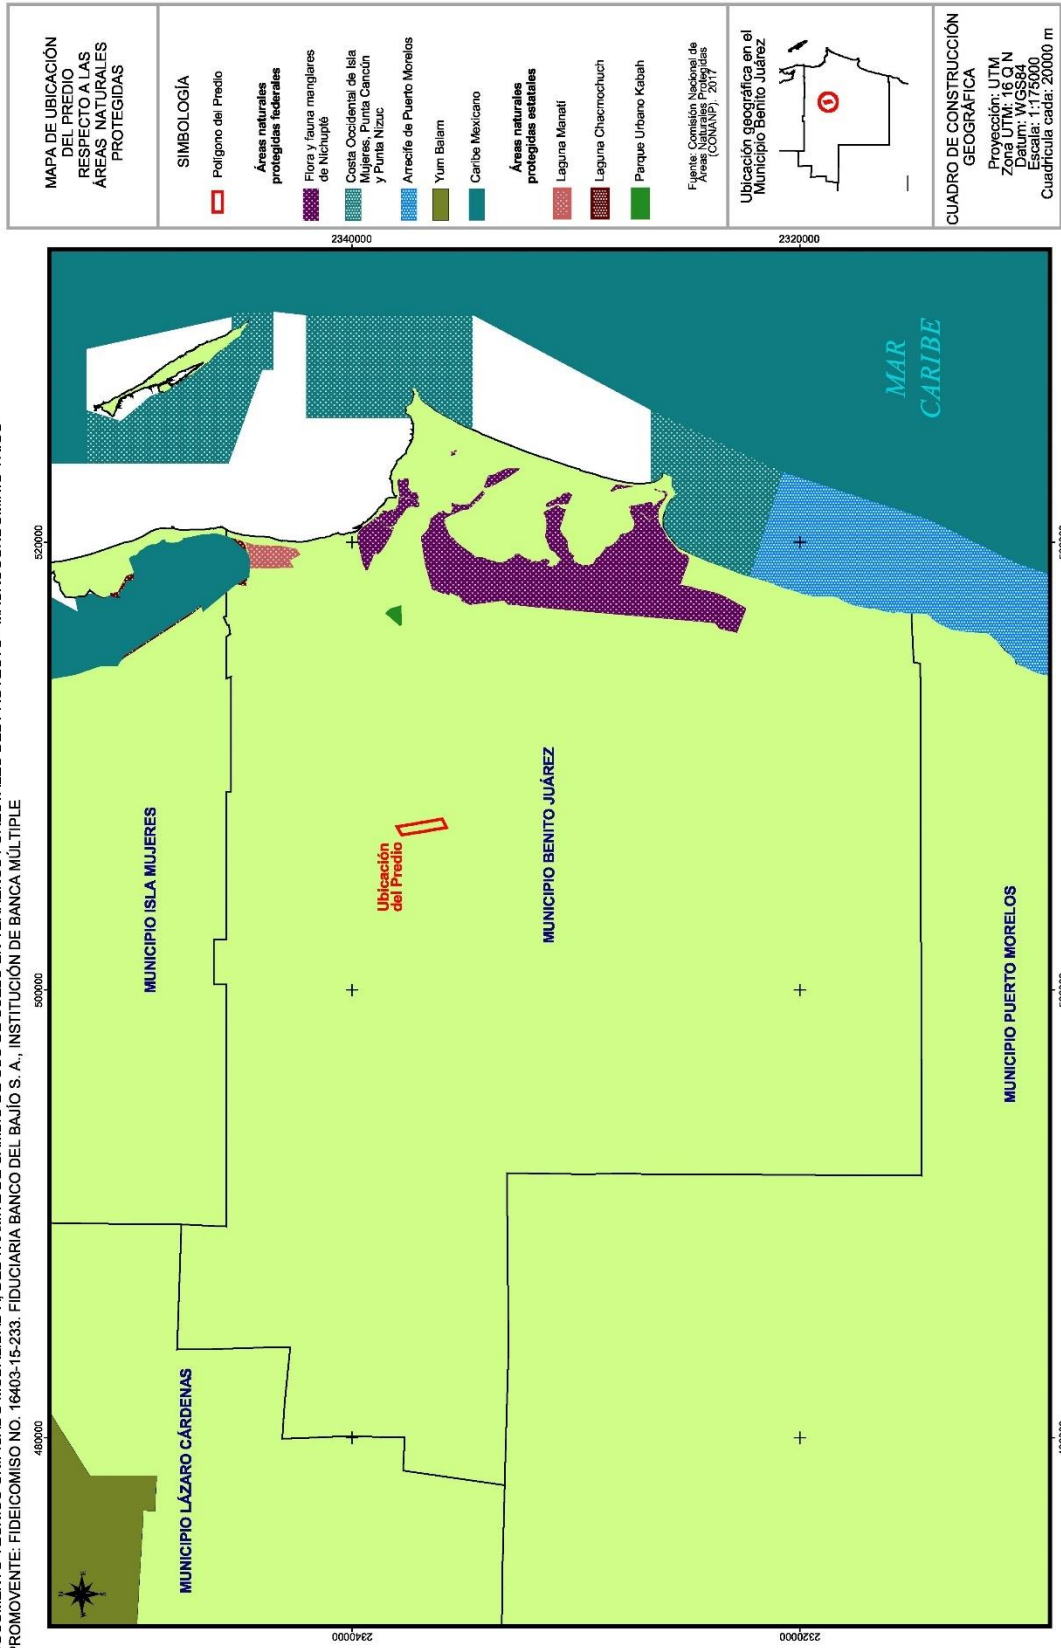 PROMOVENTE: FIDEICOMISO NO. 16403-15-233. FIDUCIARIA BANCO DEL BAJÍO S. A., INSTITUCIÓN DE BANCA MÚLTIPLE
480000
500000
520000
2340000
2320000
2340000
2320000
MUNICIPIO LÁZARO CÁRDENAS
MUNICIPIO ISLA MUJERES
Ubicación
del Predio
MUNICIPIO BENITO JUÁREZ
MUNICIPIO PUERTO MORELOS
MAR
CARIBE
MAPA DE UBICACIÓN
DEL PREDIO
RESPECTO A LAS
ÁREAS NATURALES
PROTEGIDAS
SIMBOLOGÍA
Polígono del Predio
Áreas naturales
protegidas federales
Flora y fauna manglares
de Nichupté
Costa Occidental de Isla
Mujeres, Punta Cancún
y Punta Nizuc
Arrecife de Puerto Morelos
Yum Balam
Caribe Mexicano
Áreas naturales
protegidas estatales
Laguna Manatí
Laguna Chacmochuch
Parque Urbano Kabah
Fuente: Comisión Nacional de
Áreas Naturales Protegidas
(CONANP). 2017
Ubicación geográfica en el
Municipio Benito Juárez
CUADRO DE CONSTRUCCIÓN
GEOGRÁFICA
Proyección: UTM
Zona UTM: 16 Q N
Datum: WGS84
Escala: 1:175000
Cuadrícula cada: 20000 m